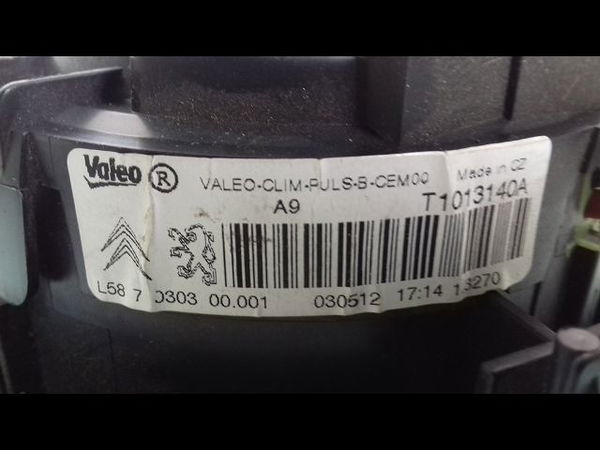 Valeo ® VALEO-CLIM-PULS-B-CEM00 Made in CZ
A9 T1013140A
L58 7 0303 00.001 030512 17:14 13270